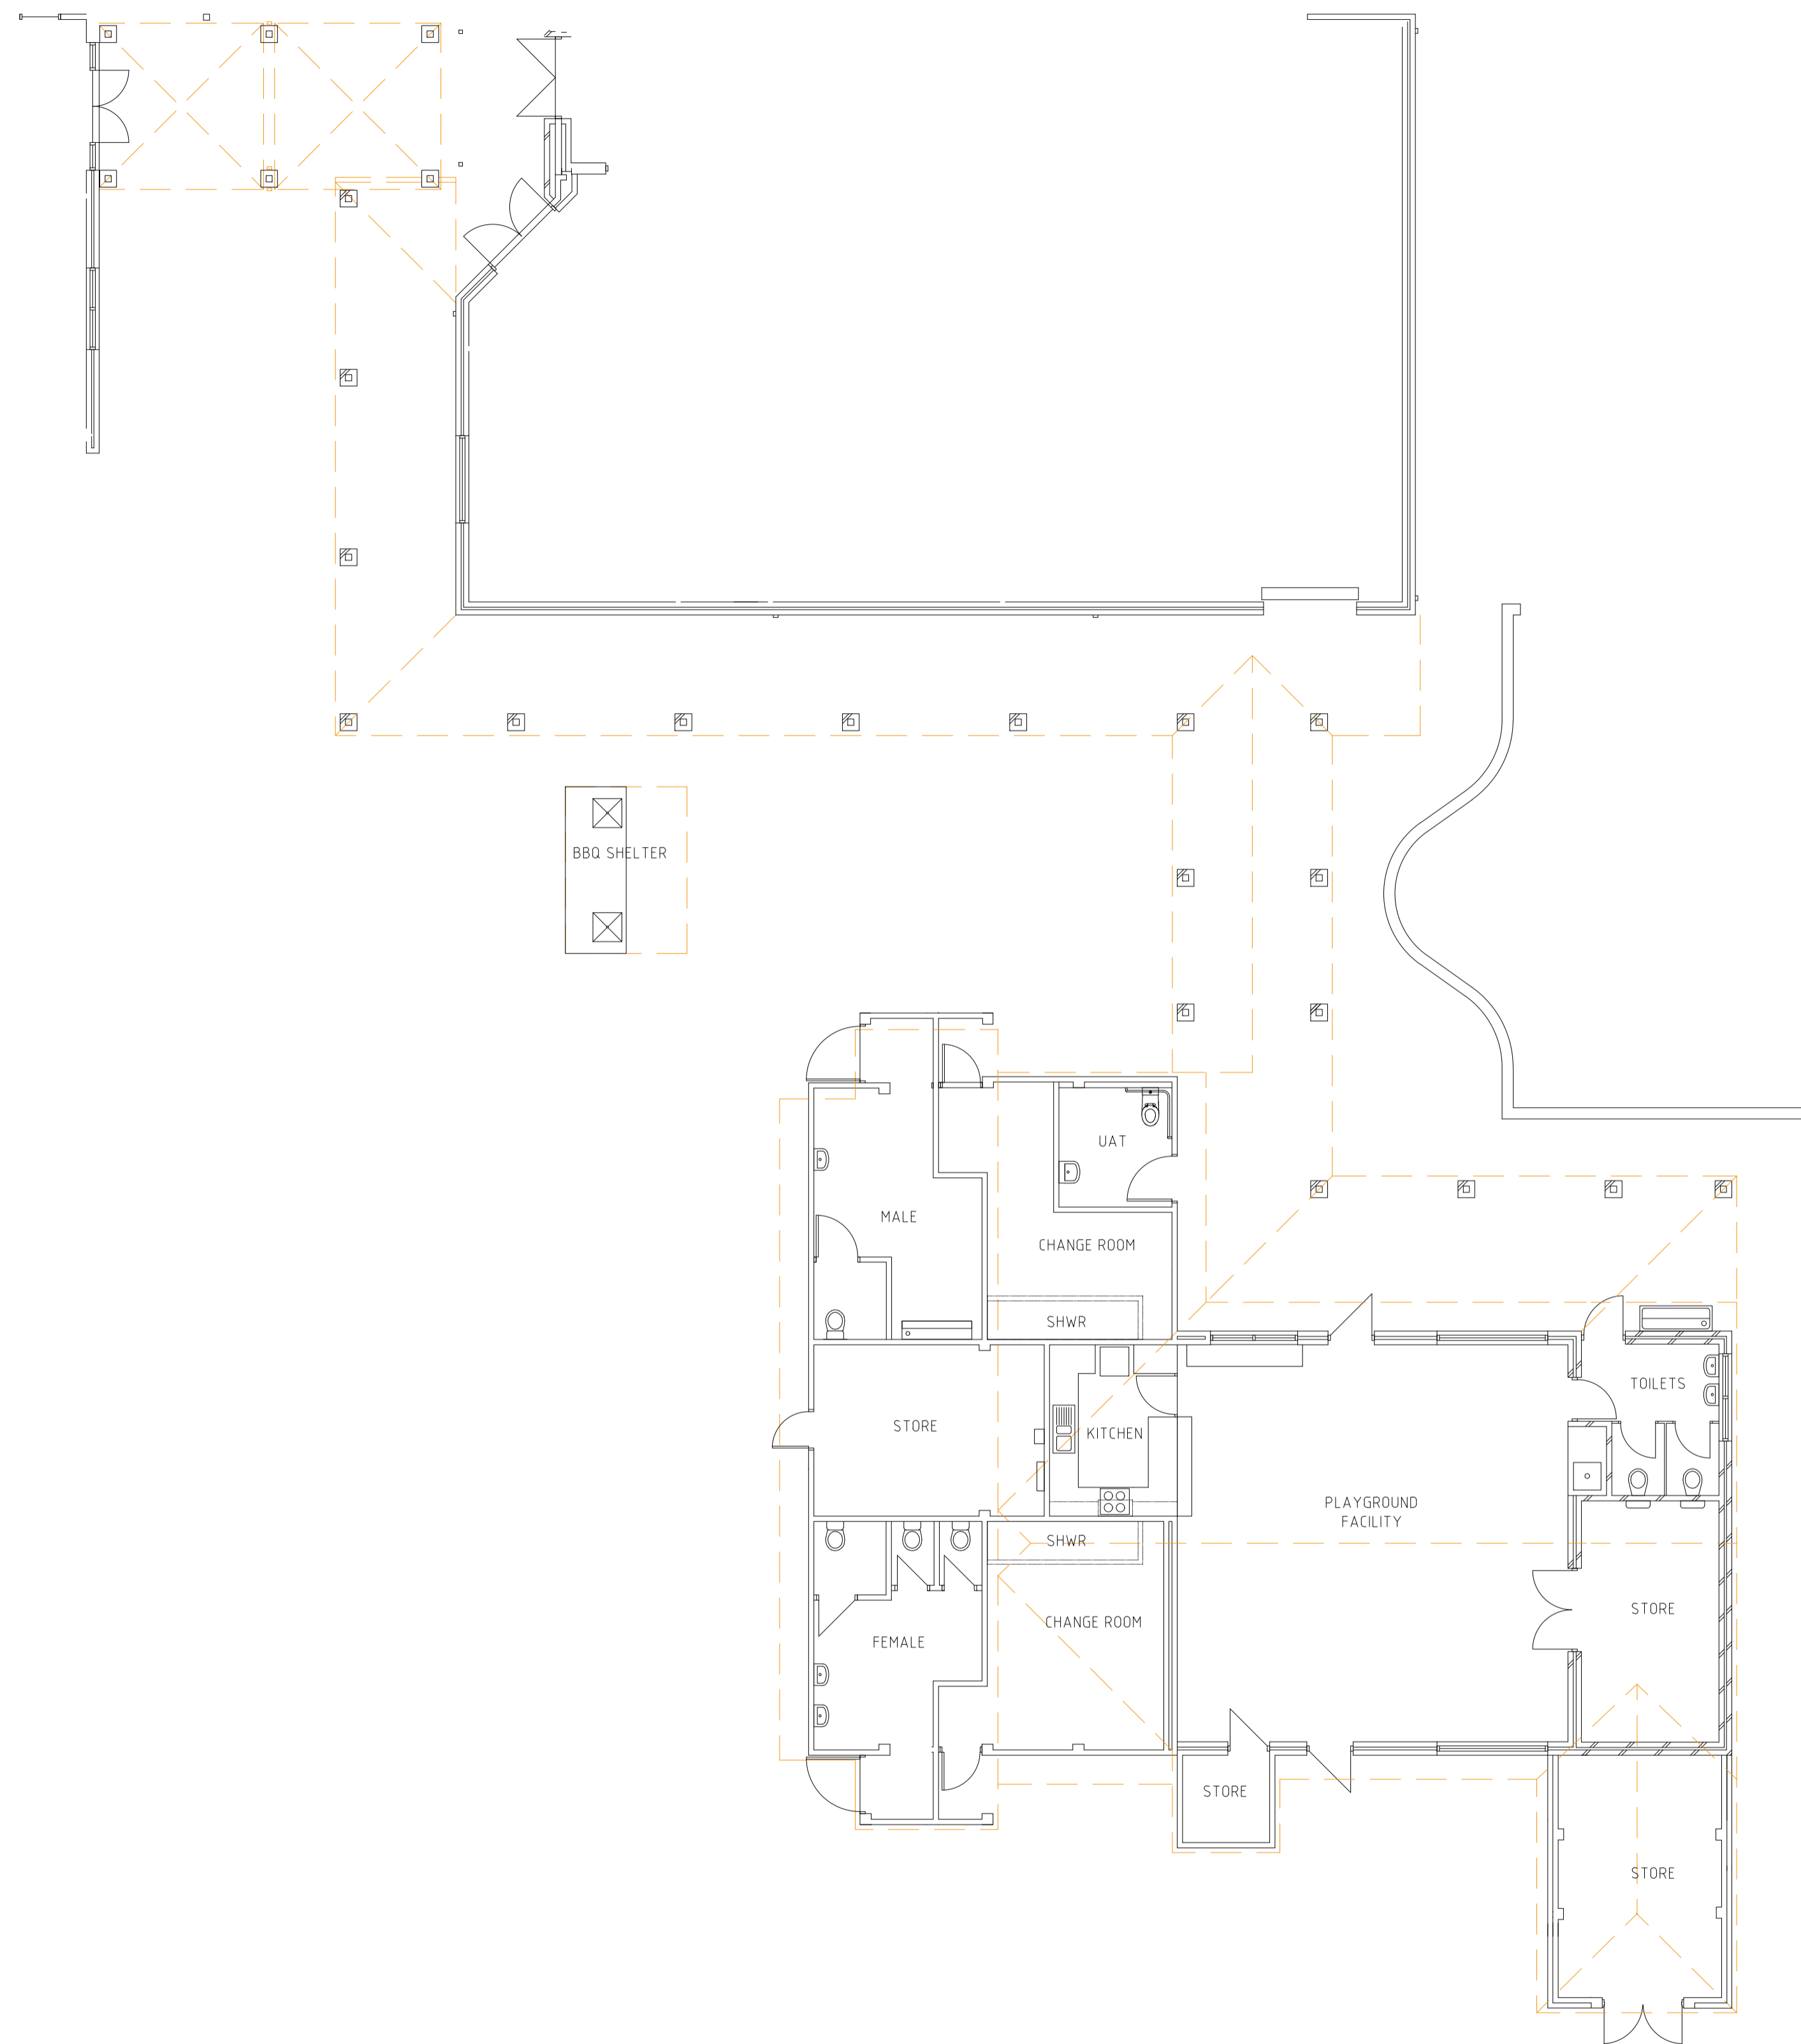 BBQ SHELTER
UAT
MALE
CHANGE ROOM
SHWR
TOILETS
STORE
KITCHEN
PLAYGROUND
FACILITY
SHWR
STORE
CHANGE ROOM
FEMALE
STORE
STORE